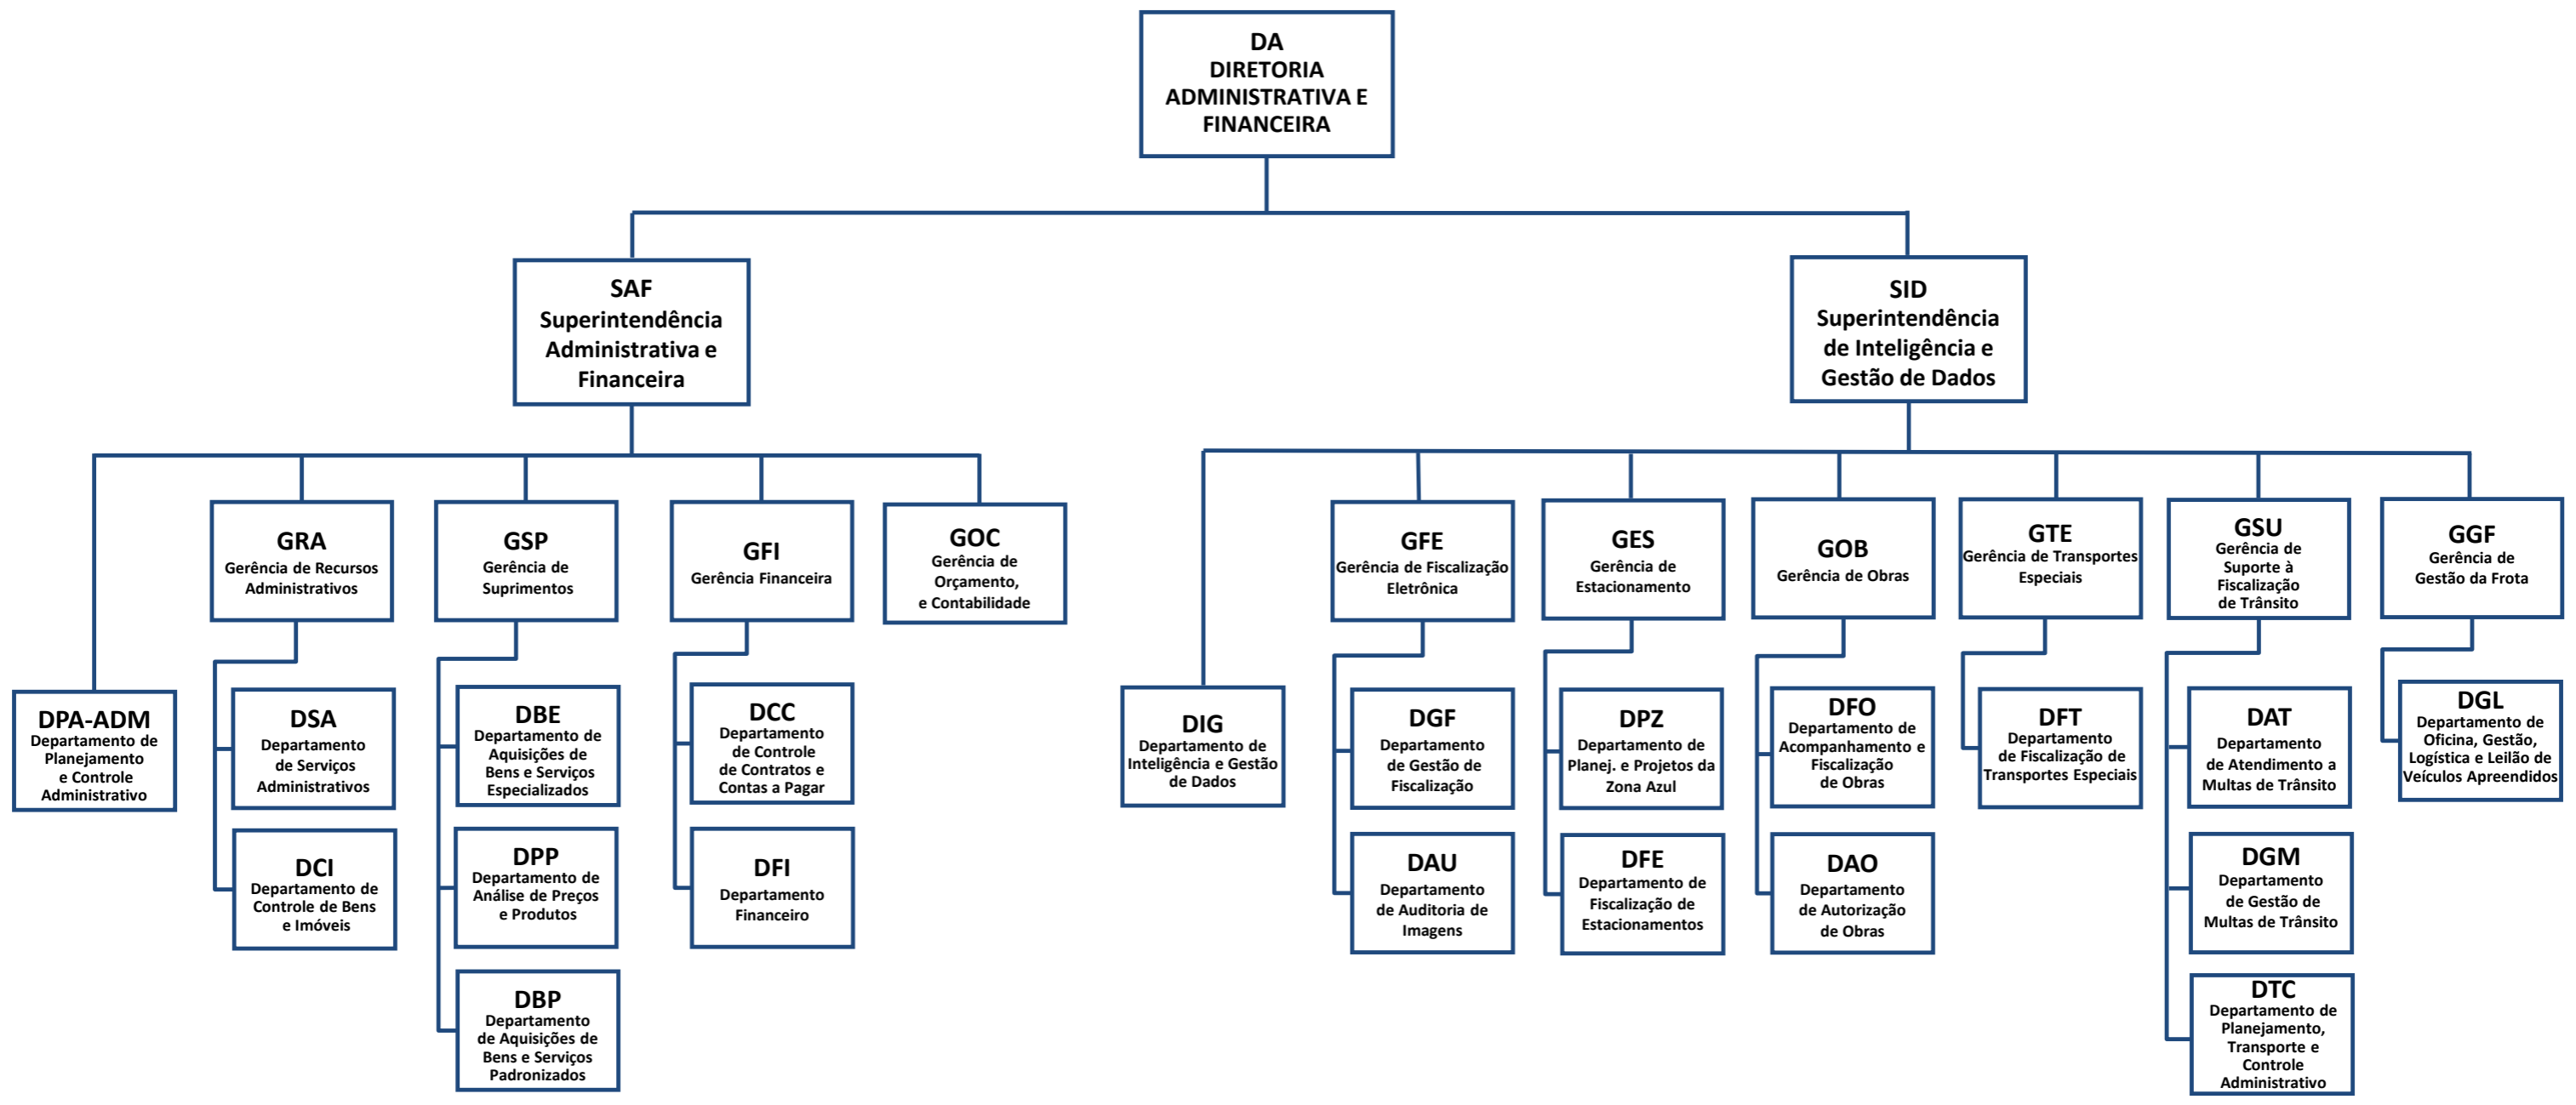 DA
DIRETORIA
ADMINISTRATIVA E
FINANCEIRA
SAF
Superintendência
Administrativa e
Financeira
SID
Superintendência
de Inteligência e
Gestão de Dados
GRA
Gerência de Recursos
Administrativos
GSP
Gerência de
Suprimentos
GFI
Gerência Financeira
GOC
Gerência de
Orçamento,
e Contabilidade
GFE
Gerência de Fiscalização
Eletrônica
GES
Gerência de
Estacionamento
GOB
Gerência de Obras
GTE
Gerência de Transportes
Especiais
GSU
Gerência de
Suporte à
Fiscalização
de Trânsito
GGF
Gerência de
Gestão da Frota
DPA-ADM
Departamento de
Planejamento
e Controle
Administrativo
DSA
Departamento
de Serviços
Administrativos
DBE
Departamento de
Aquisições de
Bens e Serviços
Especializados
DCC
Departamento
de Controle
de Contratos e
Contas a Pagar
DIG
Departamento de
Inteligência e Gestão
de Dados
DGF
Departamento
de Gestão de
Fiscalização
DPZ
Departamento de
Planej. e Projetos da
Zona Azul
DFO
Departamento de
Acompanhamento e
Fiscalização
de Obras
DFT
Departamento
de Fiscalização de
Transportes Especiais
DAT
Departamento
de Atendimento a
Multas de Trânsito
DGL
Departamento de
Oficina, Gestão,
Logística e Leilão de
Veículos Apreendidos
DCI
Departamento de
Controle de Bens
e Imóveis
DPP
Departamento de
Análise de Preços
e Produtos
DFI
Departamento
Financeiro
DAU
Departamento
de Auditoria de
Imagens
DFE
Departamento de
Fiscalização de
Estacionamentos
DAO
Departamento
de Autorização
de Obras
DGM
Departamento
de Gestão de
Multas de Trânsito
DBP
Departamento
de Aquisições de
Bens e Serviços
Padronizados
DTC
Departamento de
Planejamento,
Transporte e
Controle
Administrativo